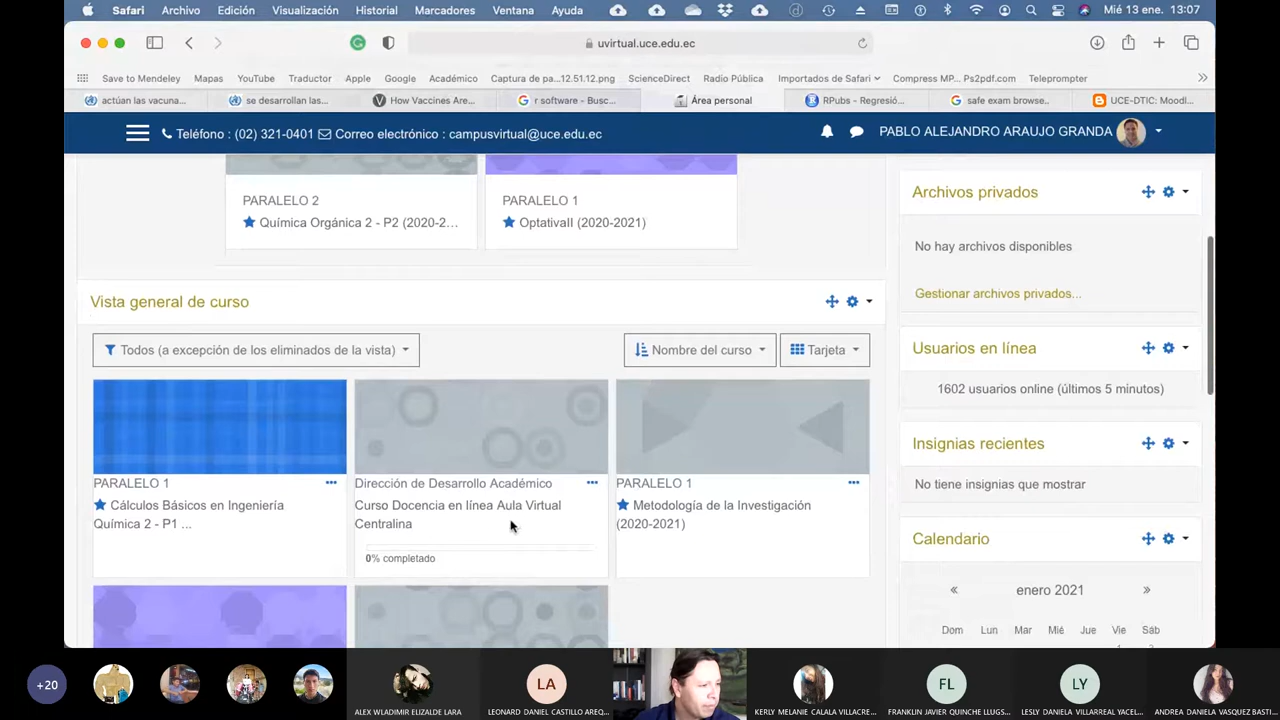 Safari Archivo Edición Visualización Historial Marcadores Ventana Ayuda Mié 13 ene. 13:07
uvirtual.uce.edu.ec
Save to Mendeley Mapas YouTube Traductor Apple Google Académico Captura de pa...12.51.12.png ScienceDirect Radio Pública Importados de Safari Compress MP... Ps2pdf.com Teleprompter
actúan las vacuna... se desarrollan las... How Vaccines Are... r software - Busc... Área personal RPubs - Regresió... safe exam browse... UCE-DTIC: Moodl...
Teléfono : (02) 321-0401 Correo electrónico : campusvirtual@uce.edu.ec PABLO ALEJANDRO ARAUJO GRANDA
PARALELO 2
Química Orgánica 2 - P2 (2020-2...
PARALELO 1
OptativaII (2020-2021)
Vista general de curso
Todos (a excepción de los eliminados de la vista) Nombre del curso Tarjeta
PARALELO 1
Cálculos Básicos en Ingeniería
Química 2 - P1 ...
Dirección de Desarrollo Académico
Curso Docencia en línea Aula Virtual
Centralina
0% completado
PARALELO 1
Metodología de la Investigación
(2020-2021)
Archivos privados
No hay archivos disponibles
Gestionar archivos privados...
Usuarios en línea
1602 usuarios online (últimos 5 minutos)
Insignias recientes
No tiene insignias que mostrar
Calendario
« enero 2021 »
Dom Lun Mar Mié Jue Vie Sáb
+20 LA FL LY
ALEX WLADIMIR ELIZALDE LARA LEONARD DANIEL CASTILLO AREQ... KERLY MELANIE CALALA VILLACRE... FRANKLIN JAVIER QUINCHE LLUGS... LESLY DANIELA VILLARREAL YACEL... ANDREA DANIELA VASQUEZ BASTI...